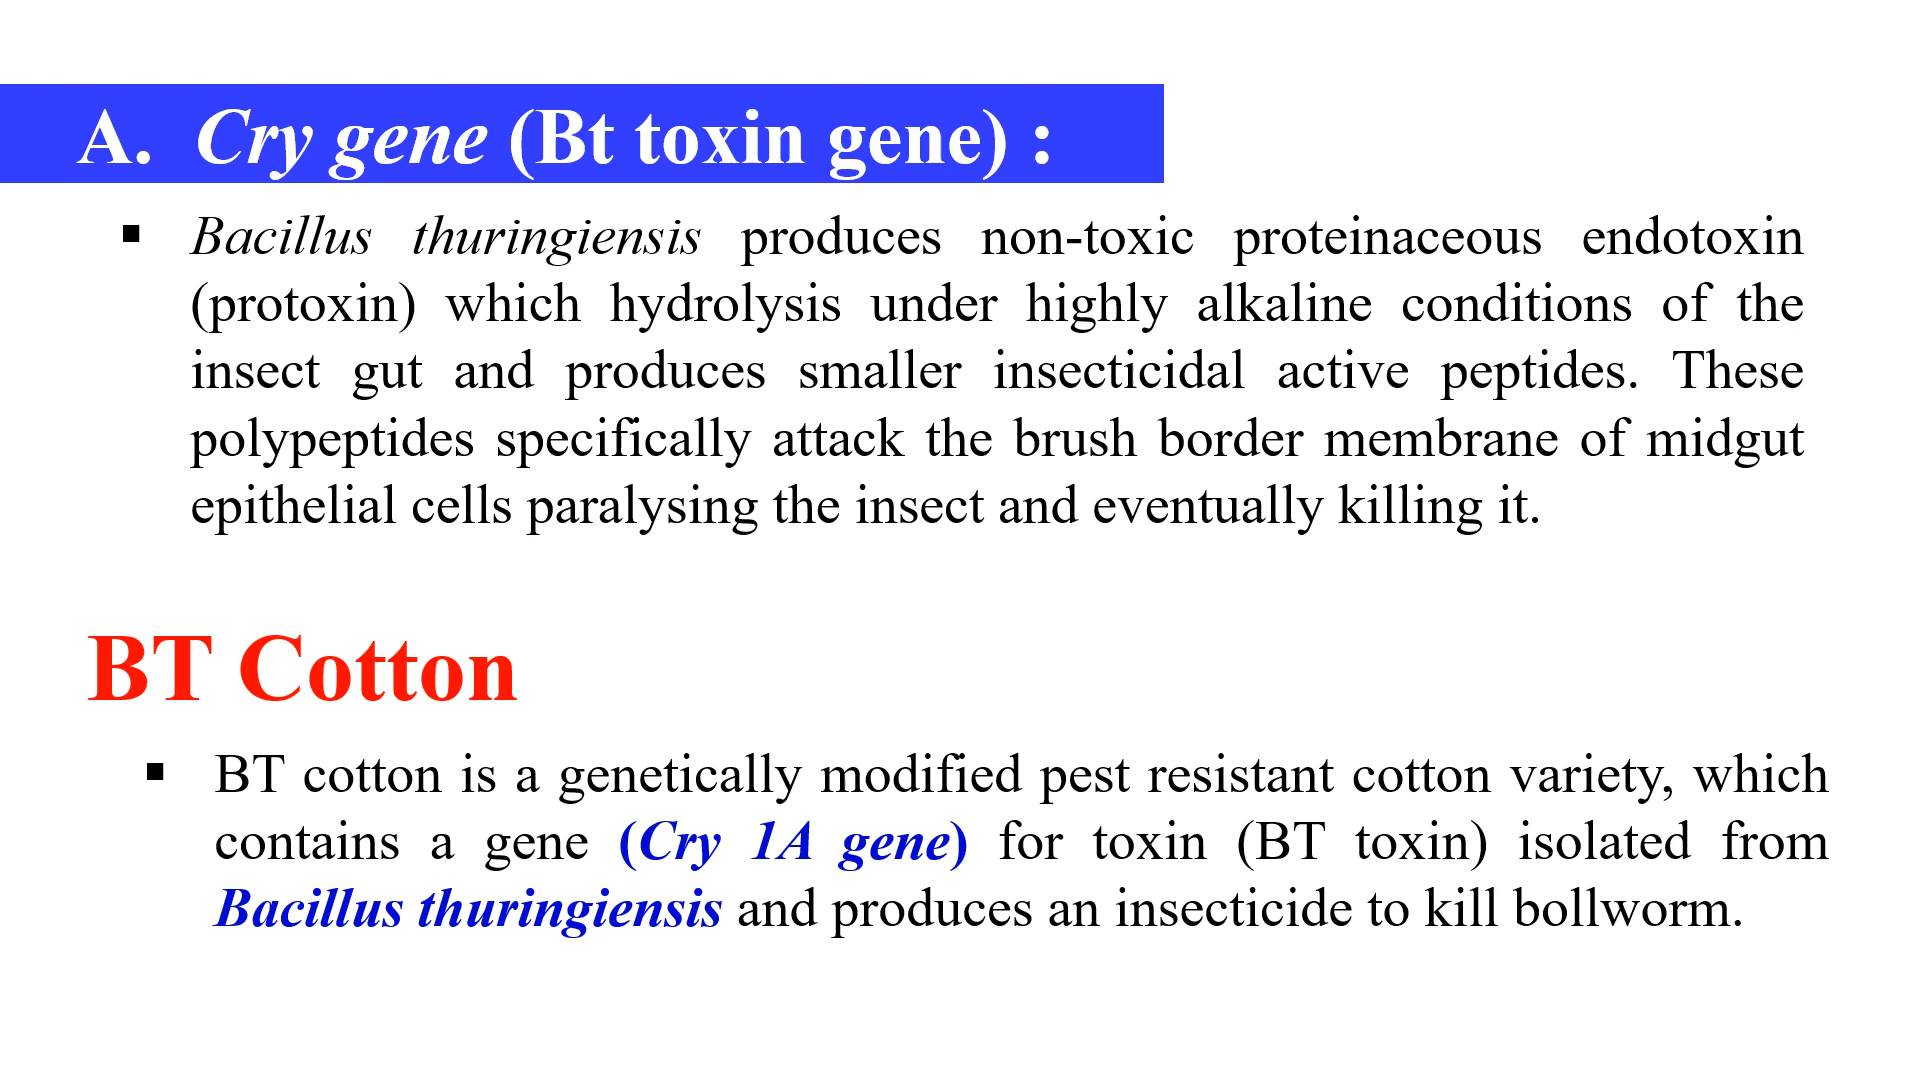 A. Cry gene (Bt toxin gene) :
▪ Bacillus thuringiensis produces non-toxic proteinaceous endotoxin
(protoxin) which hydrolysis under highly alkaline conditions of the
insect gut and produces smaller insecticidal active peptides. These
polypeptides specifically attack the brush border membrane of midgut
epithelial cells paralysing the insect and eventually killing it.
BT Cotton
▪ BT cotton is a genetically modified pest resistant cotton variety, which
contains a gene (Cry 1A gene) for toxin (BT toxin) isolated from
Bacillus thuringiensis and produces an insecticide to kill bollworm.